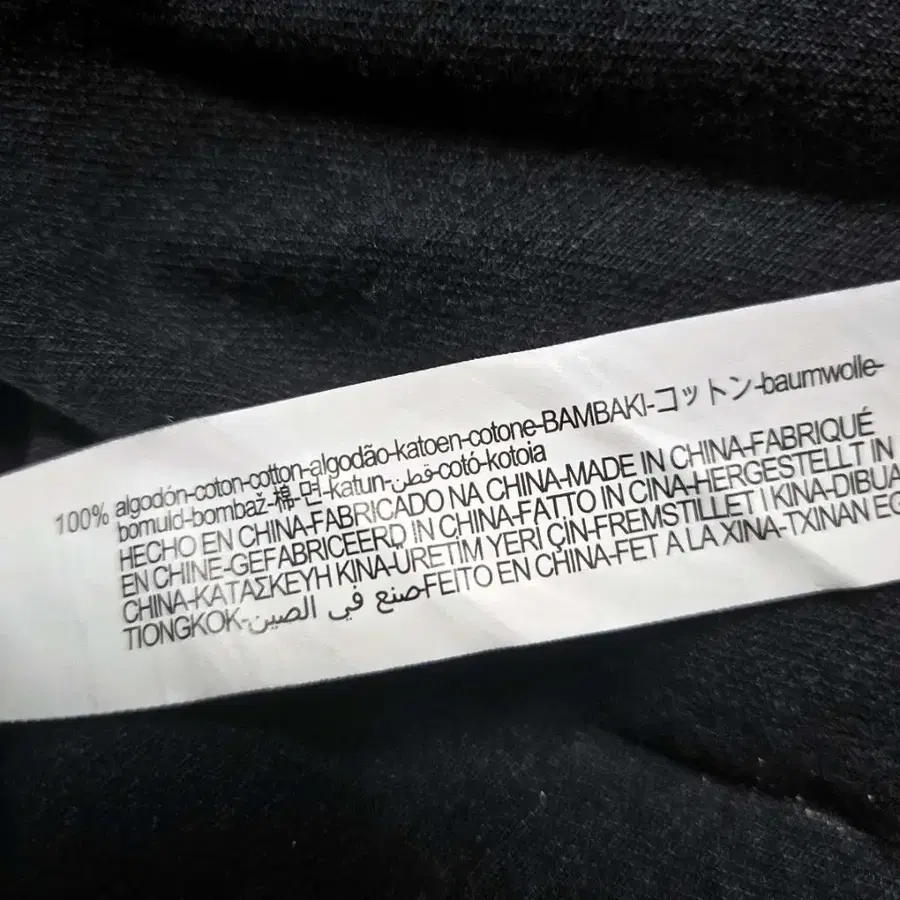 100% algodón-coton-cotton-algodão-katoen-cotone-BAMBAKI-コットン-baumwolle-
bomuld-bombaž-棉-면-katun-قطن-cotó-kotoia
HECHO EN CHINA-FABRICADO NA CHINA-MADE IN CHINA-FABRIQUÉ
EN CHINE-GEFABRICEERD IN CHINA-FATTO IN CINA-HERGESTELLT IN
CHINA-ΚΑΤΑΣΚΕΥΗ ΚΙΝΑ-ÜRETIM YERI ÇIN-FREMSTILLET I KINA-DIBUA
TIONGKOK-صنع في الصين-FEITO EN CHINA-FET A LA XINA-TXINAN EG